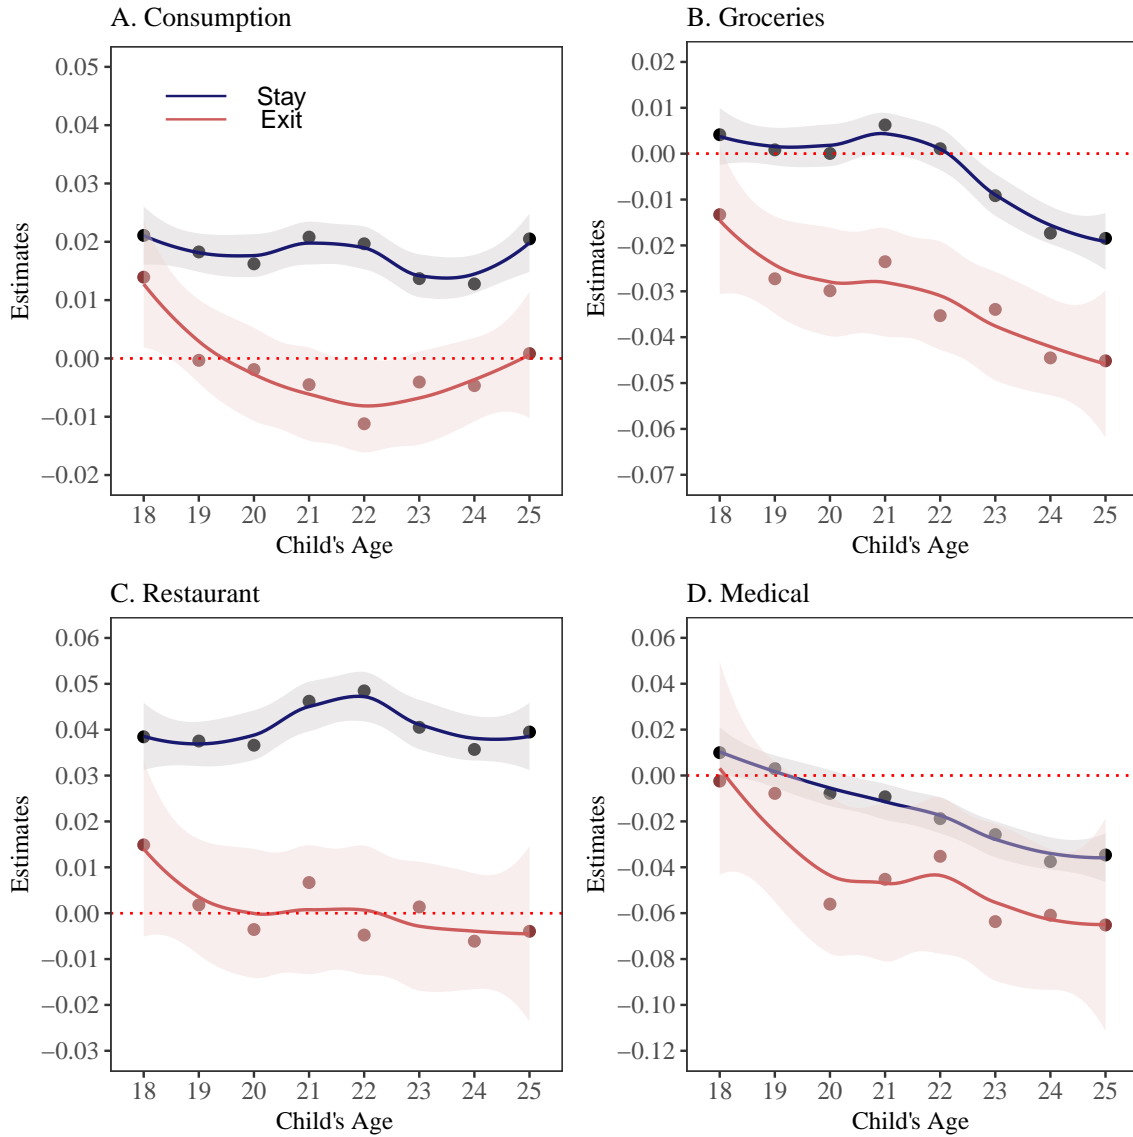 A. Consumption
Estimates
0.05
0.04
0.03
0.02
0.01
0.00
−0.01
−0.02
Stay
Exit
18 19 20 21 22 23 24 25
Child's Age
B. Groceries
Estimates
0.02
0.01
0.00
−0.01
−0.02
−0.03
−0.04
−0.05
−0.06
−0.07
18 19 20 21 22 23 24 25
Child's Age
C. Restaurant
Estimates
0.06
0.05
0.04
0.03
0.02
0.01
0.00
−0.01
−0.02
−0.03
18 19 20 21 22 23 24 25
Child's Age
D. Medical
Estimates
0.06
0.04
0.02
0.00
−0.02
−0.04
−0.06
−0.08
−0.10
−0.12
18 19 20 21 22 23 24 25
Child's Age